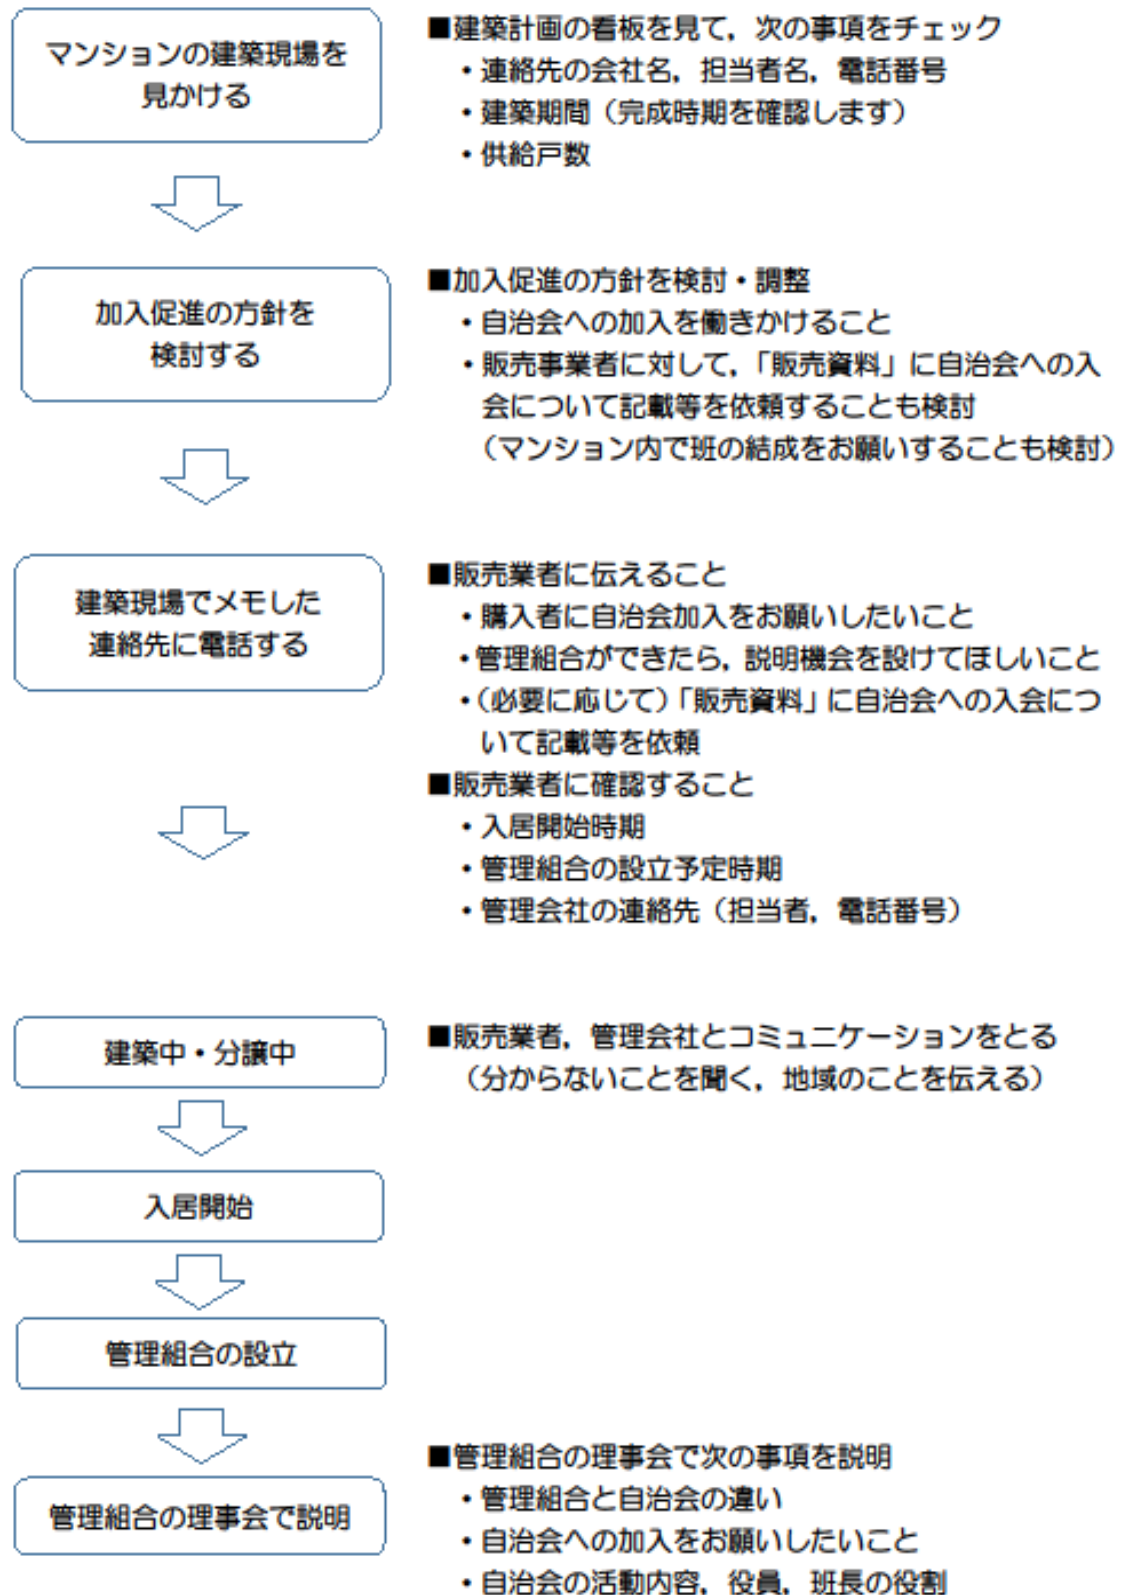 マンションの建築現場を
見かける
■建築計画の看板を見て，次の事項をチェック
・連絡先の会社名，担当者名，電話番号
・建築期間（完成時期を確認します）
・供給戸数
加入促進の方針を
検討する
■加入促進の方針を検討・調整
・自治会への加入を働きかけること
・販売事業者に対して，「販売資料」に自治会への入
会について記載等を依頼することも検討
（マンション内で班の結成をお願いすることも検討）
建築現場でメモした
連絡先に電話する
■販売業者に伝えること
・購入者に自治会加入をお願いしたいこと
・管理組合ができたら，説明機会を設けてほしいこと
・（必要に応じて）「販売資料」に自治会への入会につ
いて記載等を依頼
■販売業者に確認すること
・入居開始時期
・管理組合の設立予定時期
・管理会社の連絡先（担当者，電話番号）
建築中・分譲中
■販売業者，管理会社とコミュニケーションをとる
（分からないことを聞く，地域のことを伝える）
入居開始
管理組合の設立
管理組合の理事会で説明
■管理組合の理事会で次の事項を説明
・管理組合と自治会の違い
・自治会への加入をお願いしたいこと
・自治会の活動内容，役員，班長の役割